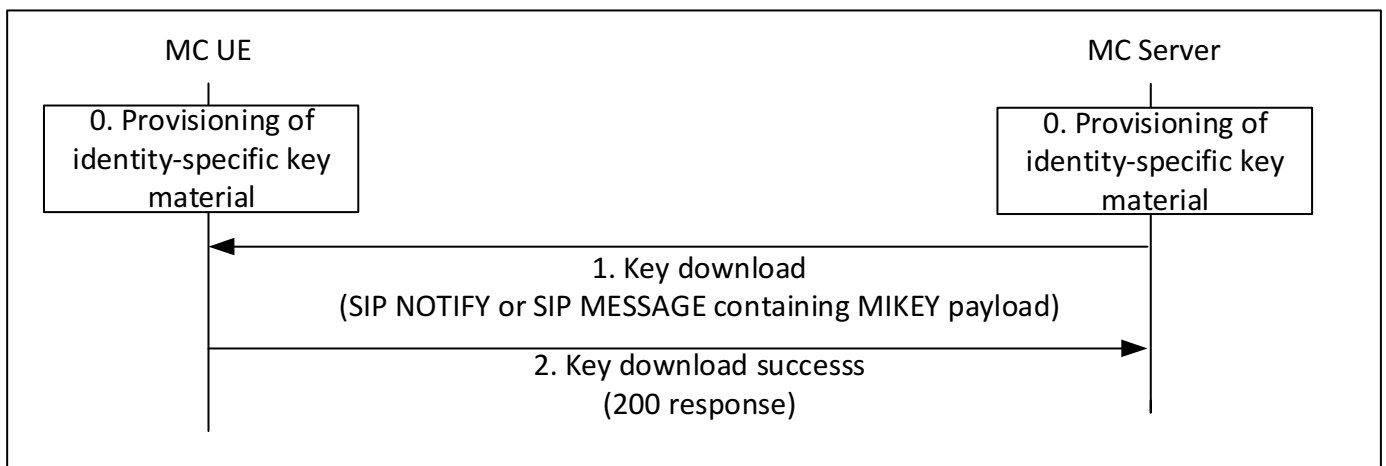 MC UE
MC Server
0. Provisioning of
identity-specific key
material
0. Provisioning of
identity-specific key
material
1. Key download
(SIP NOTIFY or SIP MESSAGE containing MIKEY payload)
2. Key download successs
(200 response)